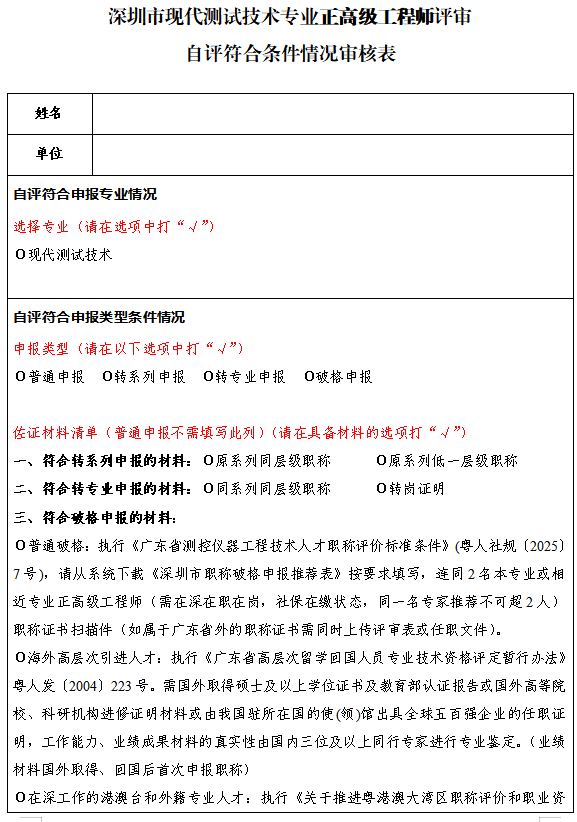 深圳市现代测试技术专业正高级工程师评审
自评符合条件情况审核表
姓名
单位
自评符合申报专业情况
选择专业（请在选项中打“√”）
O现代测试技术
自评符合申报类型条件情况
申报类型（请在以下选项中打“√”）
O普通申报 O转系列申报 O转专业申报 O破格申报
佐证材料清单（普通申报不需填写此列）（请在具备材料的选项打“√”）
一、符合转系列申报的材料：O原系列同层级职称 O原系列低一层级职称
二、符合转专业申报的材料：O同系列同层级职称 O转岗证明
三、符合破格申报的材料：
O普通破格：执行《广东省测控仪器工程技术人才职称评价标准条件》(粤人社规〔2025〕
7号)，请从系统下载《深圳市职称破格申报推荐表》按要求填写，连同2名本专业或相
近专业正高级工程师（需在深在职在岗，社保在缴状态，同一名专家推荐不可超2人）
职称证书扫描件（如属于广东省外的职称证书需同时上传评审表或任职文件）。
O海外高层次引进人才：执行《广东省高层次留学回国人员专业技术资格评定暂行办法》
粤人发〔2004〕223号。需国外取得硕士及以上学位证书及教育部认证报告或国外高等院
校、科研机构进修证明材料或由我国驻所在国的使(领)馆出具全球五百强企业的任职证
明，工作能力、业绩成果材料的真实性由国内三位及以上同行专家进行专业鉴定。（业绩
材料国外取得、回国后首次申报职称）
O在深工作的港澳台和外籍专业人才：执行《关于推进粤港澳大湾区职称评价和职业资